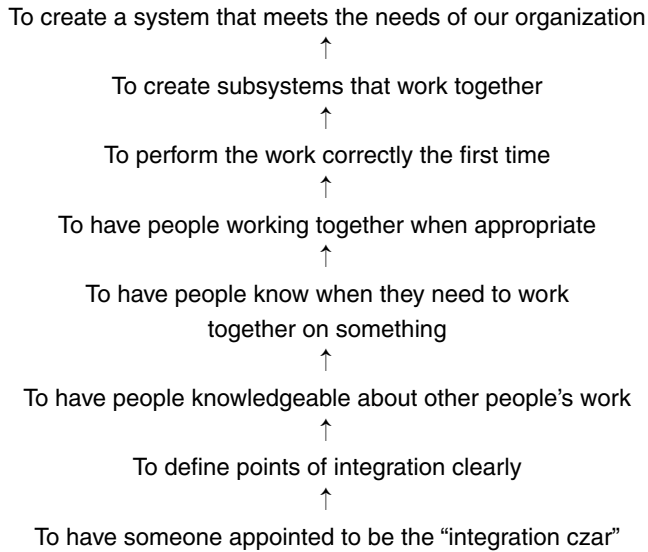 To create a system that meets the needs of our organization
↑
To create subsystems that work together
↑
To perform the work correctly the first time
↑
To have people working together when appropriate
↑
To have people know when they need to work
together on something
↑
To have people knowledgeable about other people’s work
↑
To define points of integration clearly
↑
To have someone appointed to be the “integration czar”